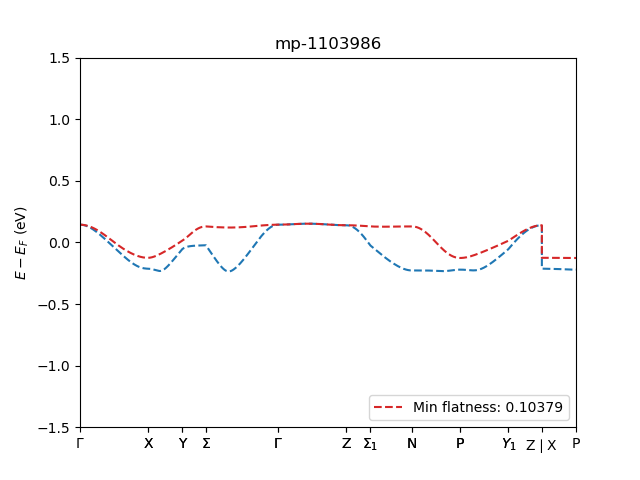 mp-1103986
E − E_F (eV)
1.5
1.0
0.5
0.0
−0.5
−1.0
−1.5
Min flatness: 0.10379
Γ X Y Σ Γ Z Σ₁ N P Y₁ Z | X P